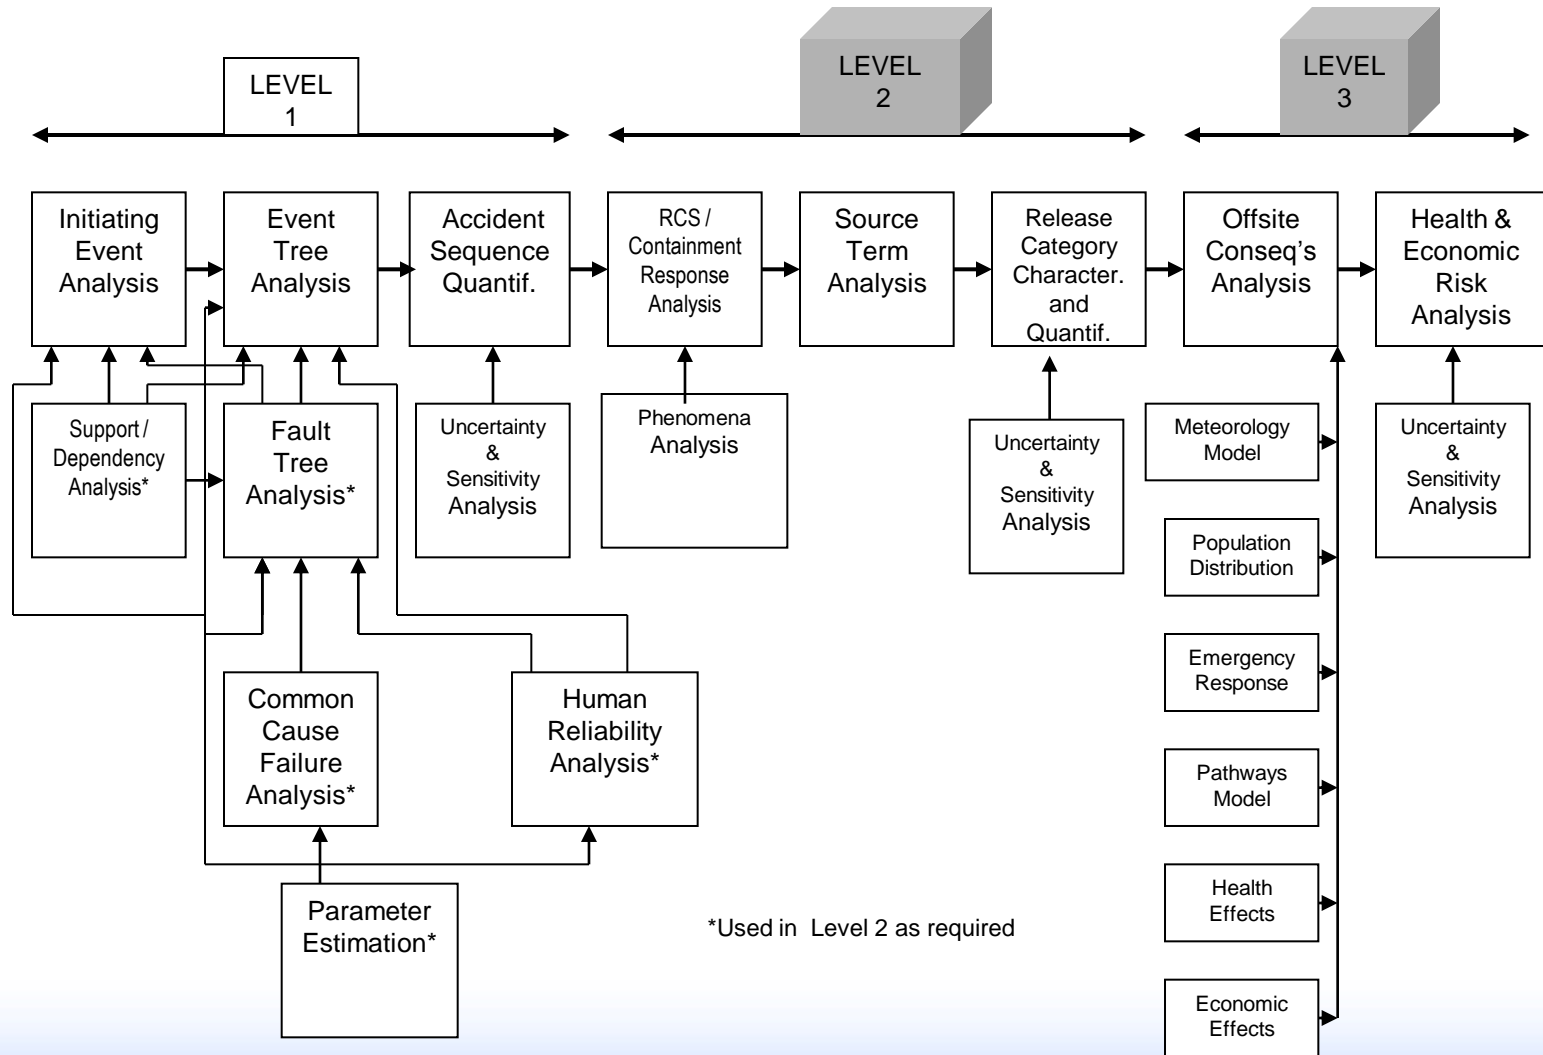 LEVEL
1
LEVEL
2
LEVEL
3
Initiating
Event
Analysis
Event
Tree
Analysis
Accident
Sequence
Quantif.
RCS /
Containment
Response
Analysis
Source
Term
Analysis
Release
Category
Character.
and
Quantif.
Offsite
Conseq's
Analysis
Health &
Economic
Risk
Analysis
Support /
Dependency
Analysis*
Fault
Tree
Analysis*
Uncertainty
&
Sensitivity
Analysis
Phenomena
Analysis
Uncertainty
&
Sensitivity
Analysis
Meteorology
Model
Uncertainty
&
Sensitivity
Analysis
Population
Distribution
Emergency
Response
Common
Cause
Failure
Analysis*
Human
Reliability
Analysis*
Pathways
Model
Parameter
Estimation*
*Used in Level 2 as required
Health
Effects
Economic
Effects